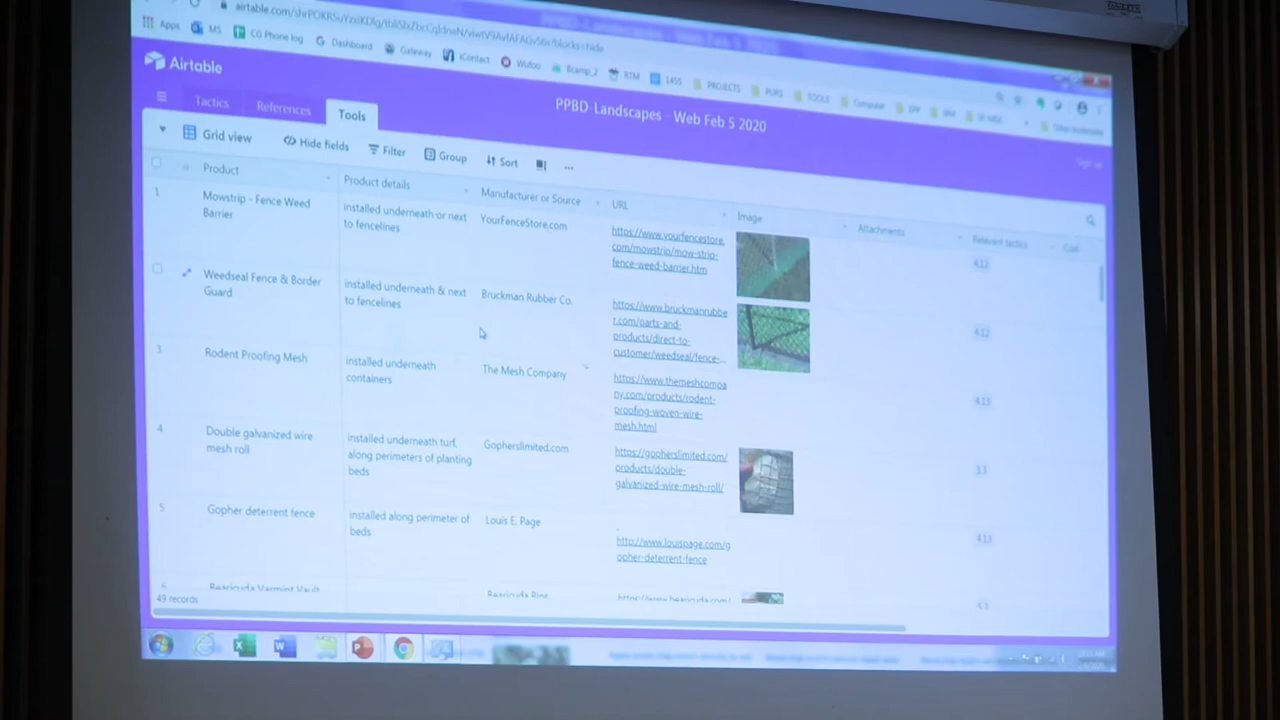 Apps
MS
CG Phone log
Dashboard
Gateway
iContact
Wufoo
Bcamp_2
RTM
1455
PROJECTS
PURS
TOOLS
Computer
Other bookmarks
Airtable
Tactics
References
Tools
PPBD-Landscapes - Web Feb 5 2020
Sign up
Grid view
Hide fields
Filter
Group
Sort
...
Product
Product details
Manufacturer or Source
URL
Image
Attachments
Relevant tactics
Cost
1
Mowstrip - Fence Weed
Barrier
installed underneath or next
to fencelines
YourFenceStore.com
https://www.yourfencestore.
com/mowstrip/mow-strip-
fence-weed-barrier.htm
4.12
Weedseal Fence & Border
Guard
installed underneath & next
to fencelines
Bruckman Rubber Co.
https://www.bruckmanrubbe
r.com/parts-and-
products/direct-to-
customer/weedseal/fence-...
4.12
3
Rodent Proofing Mesh
installed underneath
containers
The Mesh Company
https://www.themeshcompa
ny.com/products/rodent-
proofing-woven-wire-
mesh.html
4.13
4
Double galvanized wire
mesh roll
installed underneath turf,
along perimeters of planting
beds
Gopherslimited.com
https://gopherslimited.com/
products/double-
galvanized-wire-mesh-roll/
3.3
5
Gopher deterrent fence
installed along perimeter of
beds
Louis E. Page
http://www.louispage.com/g
opher-deterrent-fence
4.13
49 records